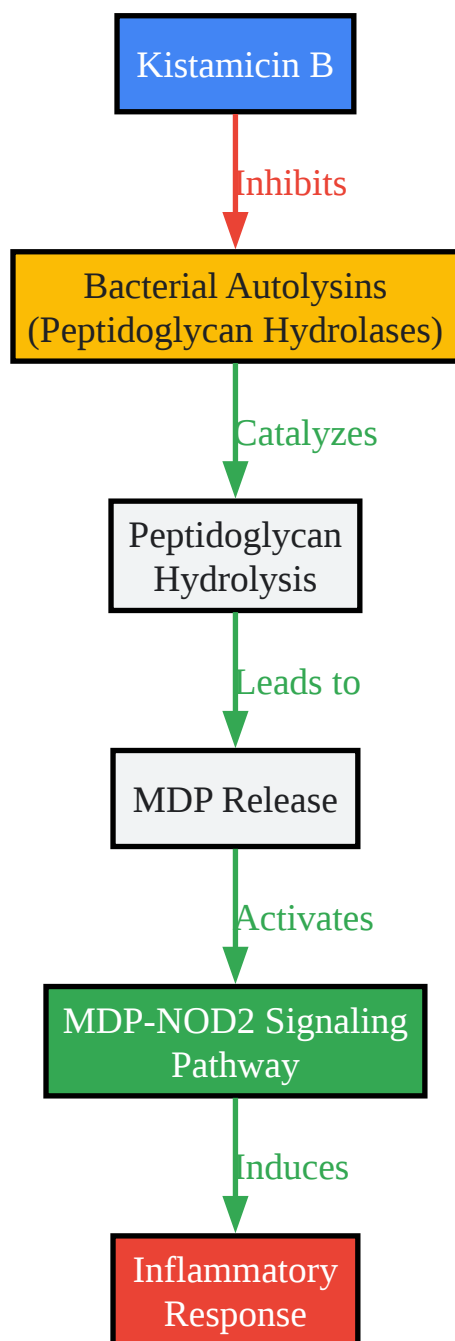 Kistamicin B
Inhibits
Bacterial Autolysins
(Peptidoglycan Hydrolases)
Catalyzes
Peptidoglycan
Hydrolysis
Leads to
MDP Release
Activates
MDP-NOD2 Signaling
Pathway
Induces
Inflammatory
Response